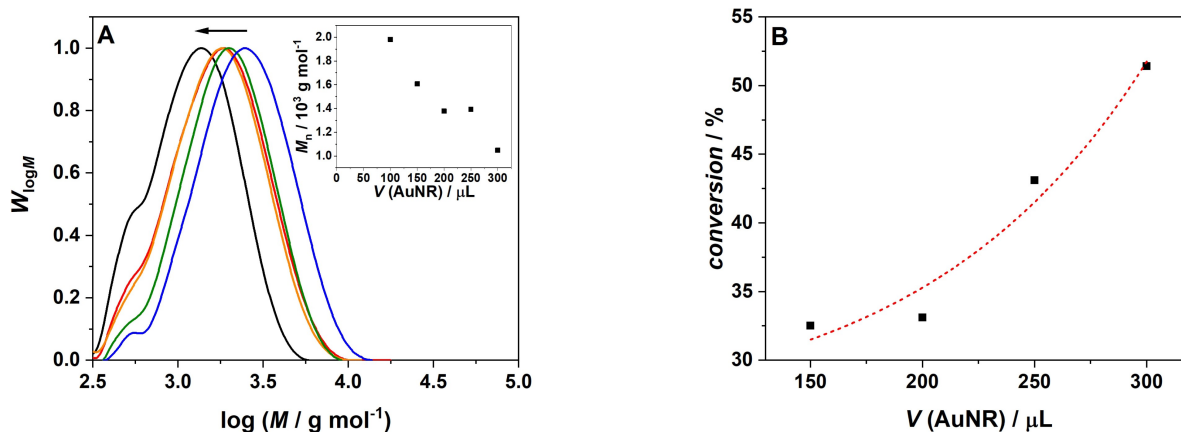 A
W_logM
1.0
0.8
0.6
0.4
0.2
0.0
2.5 3.0 3.5 4.0 4.5 5.0
log (M / g mol⁻¹)
M_n / 10³ g mol⁻¹
2.0
1.8
1.6
1.4
1.2
1.0
0 50 100 150 200 250 300
V (AuNR) / μL
B
conversion / %
55
50
45
40
35
30
150 200 250 300
V (AuNR) / μL